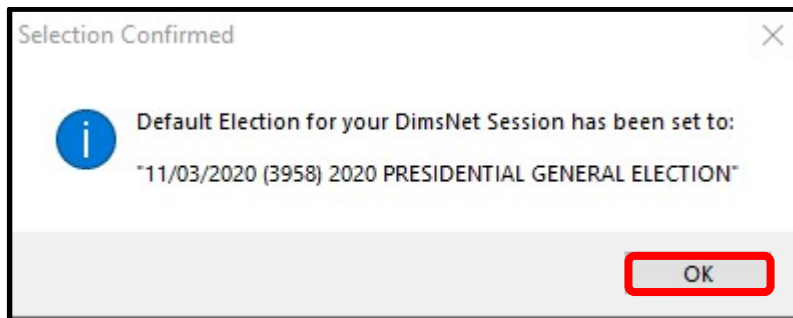 Selection Confirmed
Default Election for your DimsNet Session has been set to:
"11/03/2020 (3958) 2020 PRESIDENTIAL GENERAL ELECTION"
OK